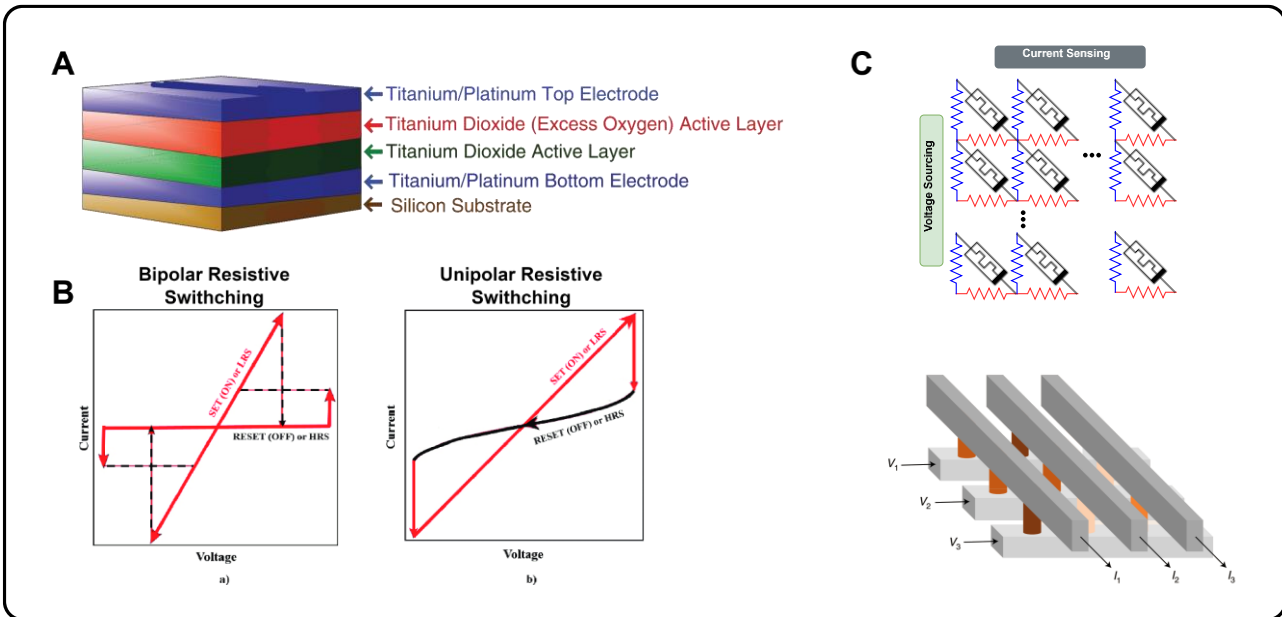 A
Titanium/Platinum Top Electrode
Titanium Dioxide (Excess Oxygen) Active Layer
Titanium Dioxide Active Layer
Titanium/Platinum Bottom Electrode
Silicon Substrate
B
Bipolar Resistive
Swithching
Current
SET (ON) or LRS
RESET (OFF) or HRS
Voltage
a)
Unipolar Resistive
Swithching
Current
SET (ON) or LRS
RESET (OFF) or HRS
Voltage
b)
C
Current Sensing
Voltage Sourcing
V1
V2
V3
I1
I2
I3